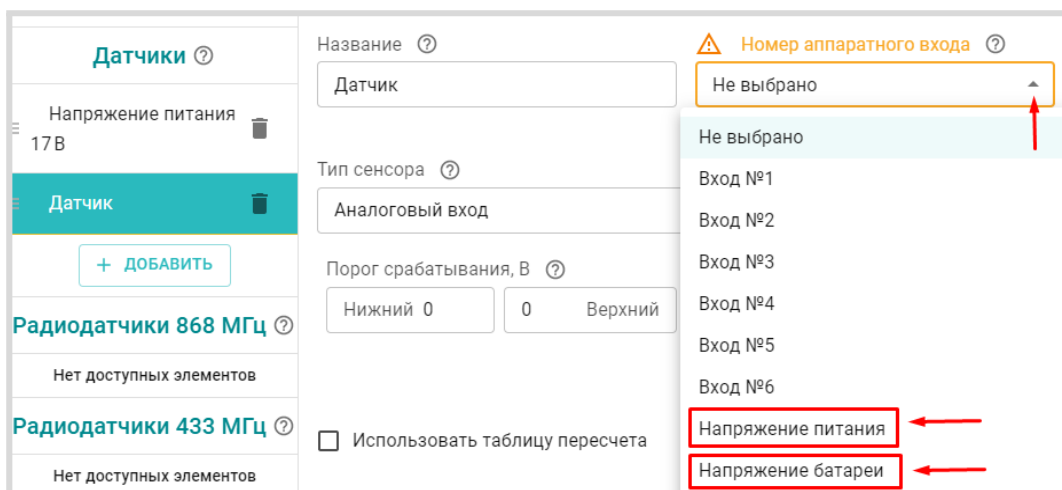 Датчики
Напряжение питания
17 В
Датчик
+ ДОБАВИТЬ
Радиодатчики 868 МГц
Нет доступных элементов
Радиодатчики 433 МГц
Нет доступных элементов
Название
Датчик
Тип сенсора
Аналоговый вход
Порог срабатывания, В
Нижний 0
0 Верхний
Использовать таблицу пересчета
Номер аппаратного входа
Не выбрано
Не выбрано
Вход №1
Вход №2
Вход №3
Вход №4
Вход №5
Вход №6
Напряжение питания
Напряжение батареи